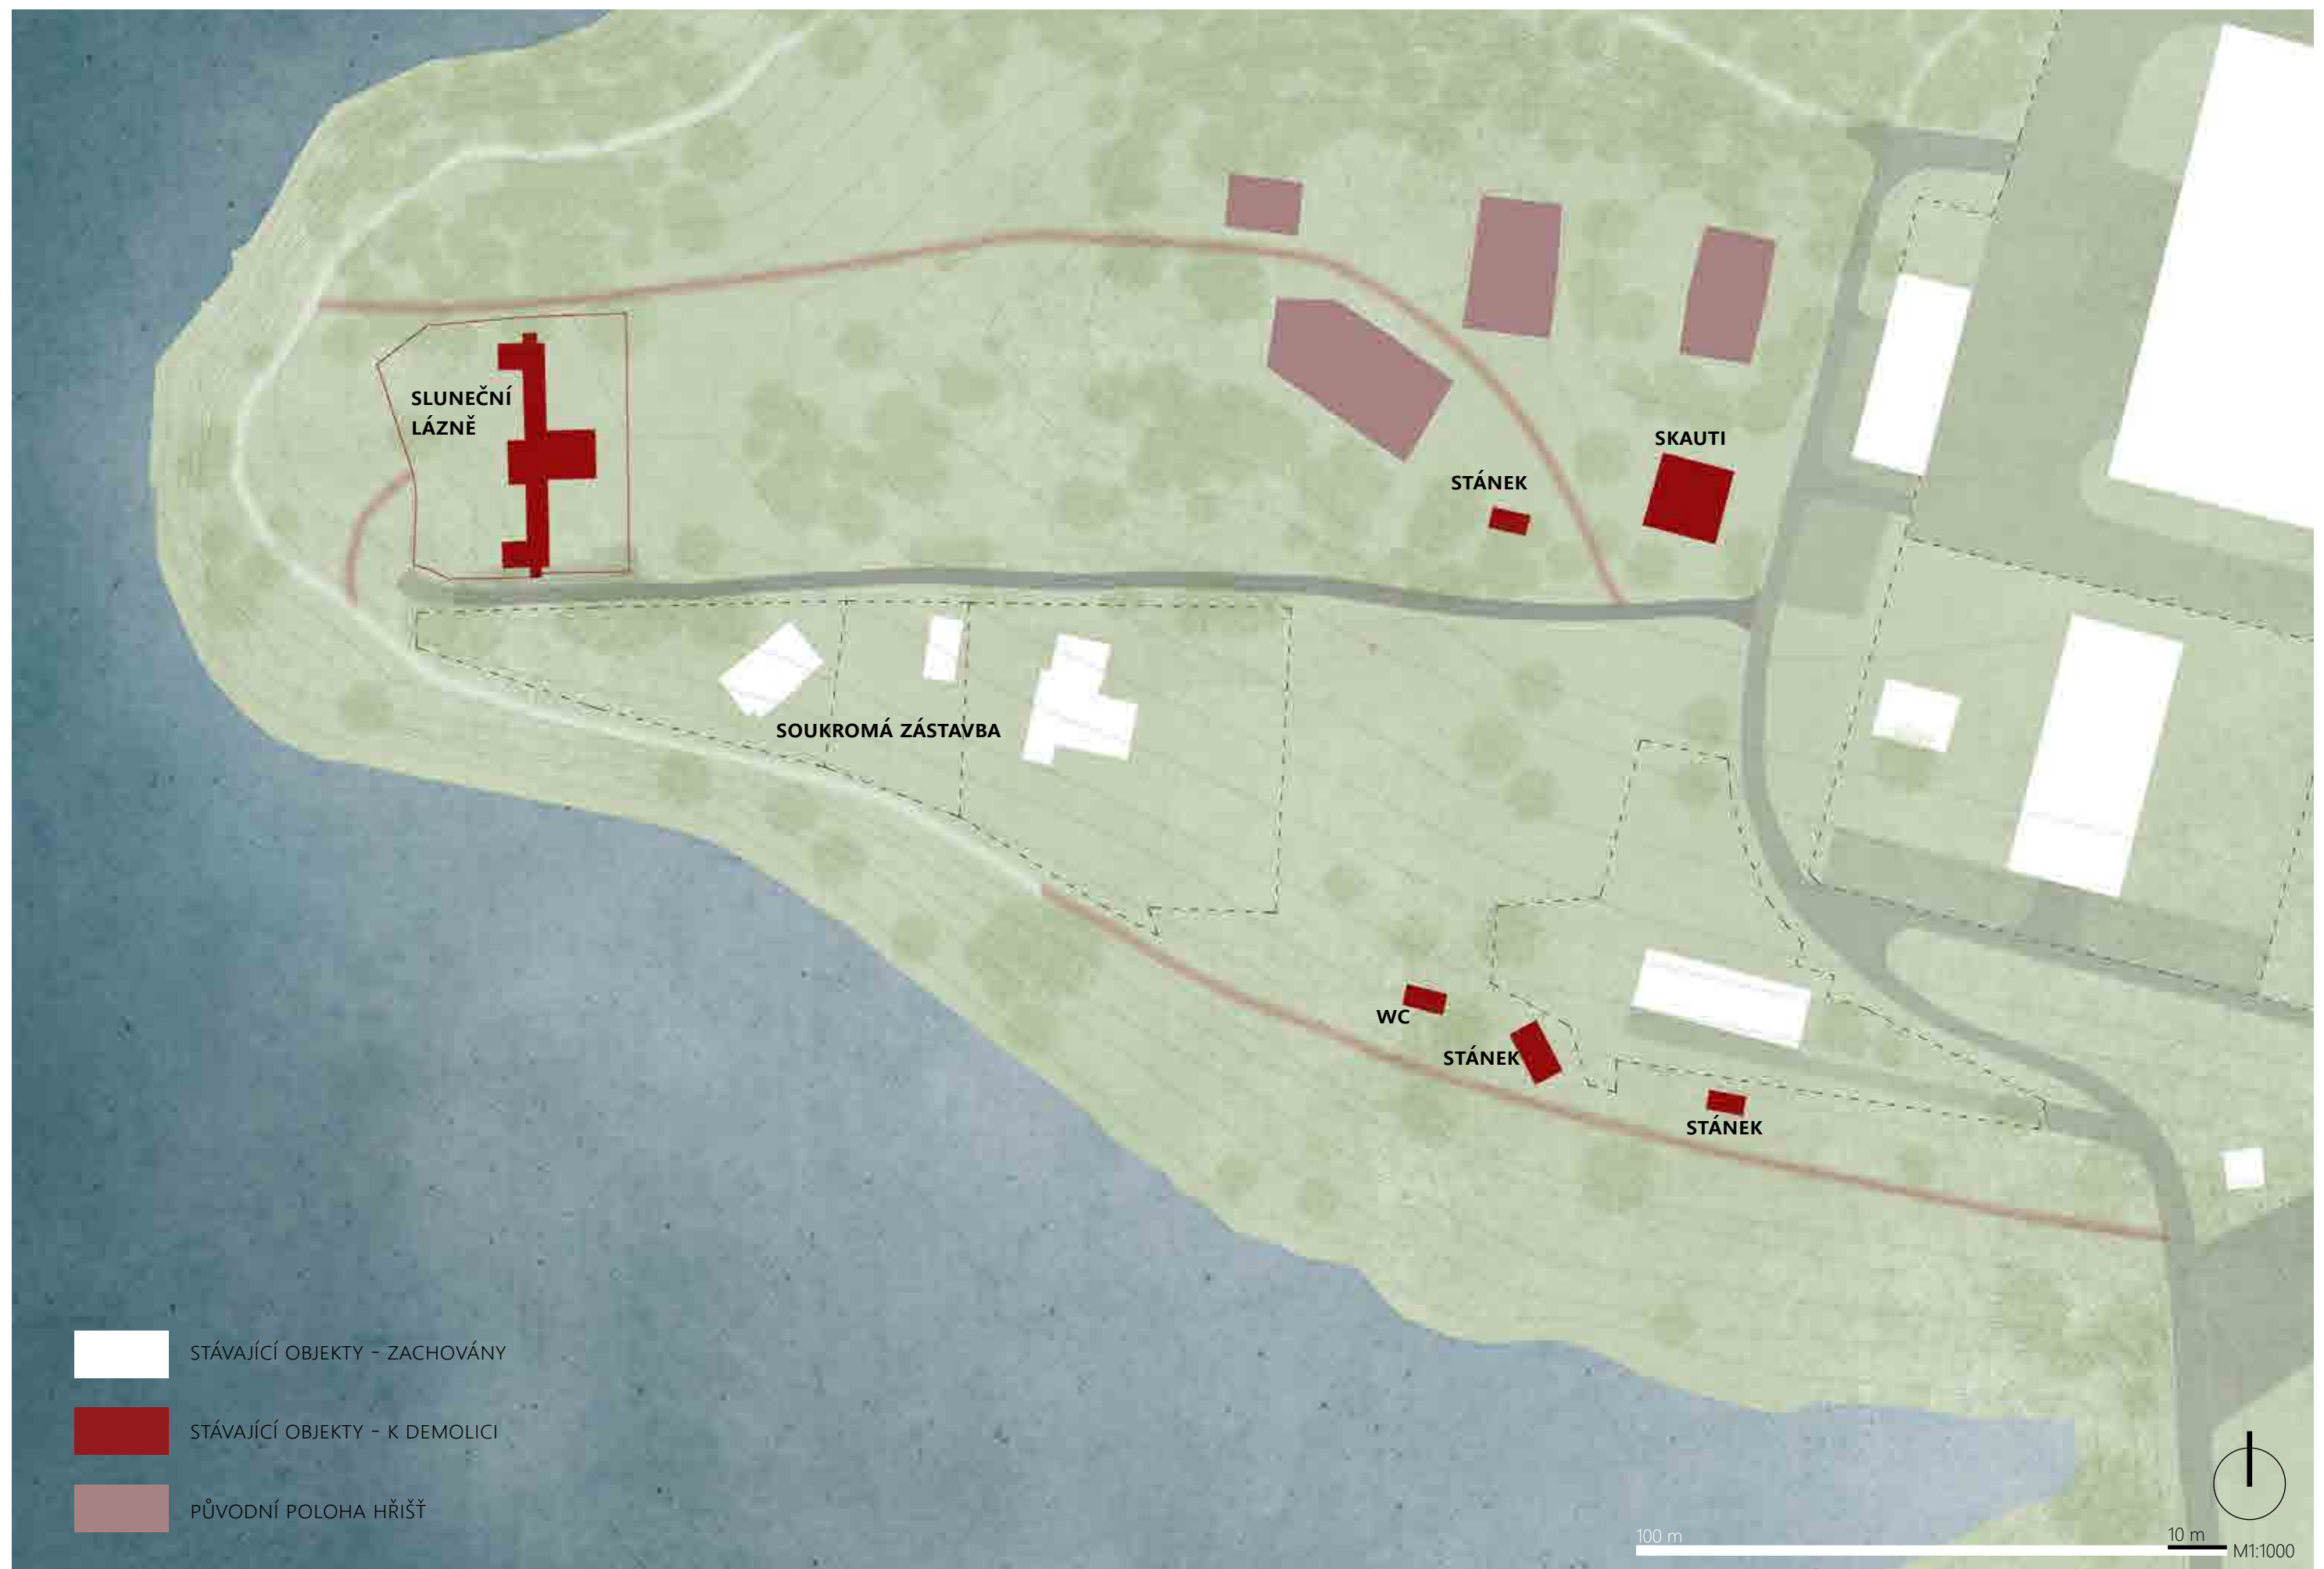 SLUNEČNÍ
LÁZNĚ
SKAUTI
STÁNEK
SOUKROMÁ ZÁSTAVBA
WC
STÁNEK
STÁNEK
STÁVAJÍCÍ OBJEKTY - ZACHOVÁNY
STÁVAJÍCÍ OBJEKTY - K DEMOLICI
PŮVODNÍ POLOHA HŘIŠŤ
100 m
10 m
M1:1000